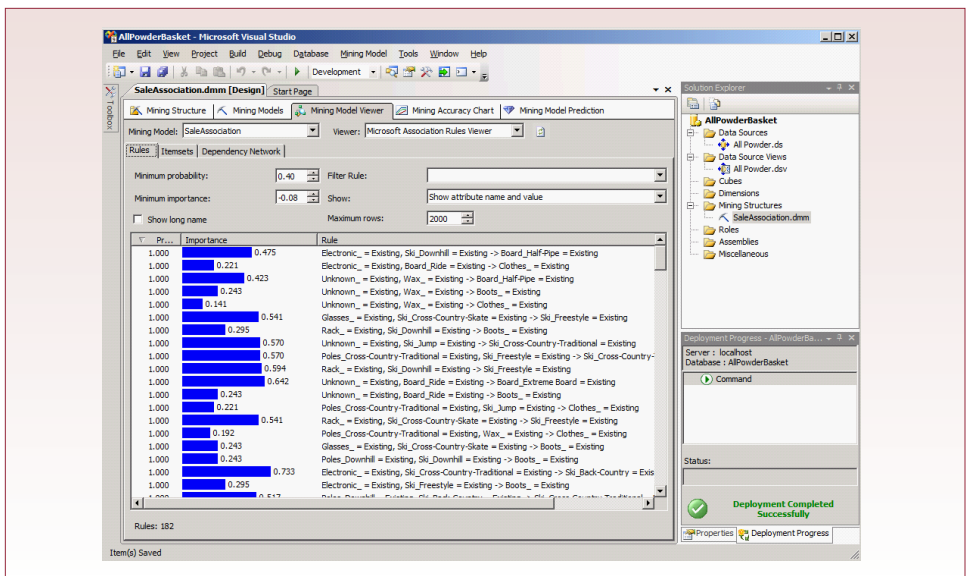 AllPowderBasket - Microsoft Visual Studio
File Edit View Project Build Debug Database Mining Model Tools Window Help
Development
Toolbox
SaleAssociation.dmm [Design] Start Page
Mining Structure Mining Models Mining Model Viewer Mining Accuracy Chart Mining Model Prediction
Mining Model: SaleAssociation Viewer: Microsoft Association Rules Viewer
Rules Itemsets Dependency Network
Minimum probability: 0.40 Filter Rule:
Minimum importance: -0.08 Show: Show attribute name and value
Show long name Maximum rows: 2000
Pr... Importance Rule
1.000 0.475 Electronic_ = Existing, Ski_Downhill = Existing -> Board_Half-Pipe = Existing
1.000 0.221 Electronic_ = Existing, Board_Ride = Existing -> Clothes_ = Existing
1.000 0.423 Unknown_ = Existing, Wax_ = Existing -> Board_Half-Pipe = Existing
1.000 0.243 Unknown_ = Existing, Wax_ = Existing -> Boots_ = Existing
1.000 0.141 Unknown_ = Existing, Wax_ = Existing -> Clothes_ = Existing
1.000 0.541 Glasses_ = Existing, Ski_Cross-Country-Skate = Existing -> Ski_Freestyle = Existing
1.000 0.295 Rack_ = Existing, Ski_Downhill = Existing -> Boots_ = Existing
1.000 0.570 Unknown_ = Existing, Ski_Jump = Existing -> Ski_Cross-Country-Traditional = Existing
1.000 0.570 Poles_Cross-Country-Traditional = Existing, Ski_Freestyle = Existing -> Ski_Cross-Country-
1.000 0.594 Rack_ = Existing, Ski_Downhill = Existing -> Ski_Freestyle = Existing
1.000 0.642 Unknown_ = Existing, Board_Ride = Existing -> Board_Extreme Board = Existing
1.000 0.243 Unknown_ = Existing, Board_Ride = Existing -> Boots_ = Existing
1.000 0.221 Poles_Cross-Country-Traditional = Existing, Ski_Jump = Existing -> Clothes_ = Existing
1.000 0.541 Rack_ = Existing, Ski_Cross-Country-Skate = Existing -> Ski_Freestyle = Existing
1.000 0.192 Poles_Cross-Country-Traditional = Existing, Wax_ = Existing -> Clothes_ = Existing
1.000 0.243 Glasses_ = Existing, Ski_Cross-Country-Skate = Existing -> Boots_ = Existing
1.000 0.243 Poles_Downhill = Existing, Ski_Downhill = Existing -> Boots_ = Existing
1.000 0.733 Electronic_ = Existing, Ski_Cross-Country-Traditional = Existing -> Ski_Back-Country = Exis
1.000 0.295 Electronic_ = Existing, Ski_Freestyle = Existing -> Boots_ = Existing
1.000 0.517 Poles_Downhill = Existing, Ski_Back-Country = Existing -> Ski_Cross-Country-Traditional
Rules: 182
Item(s) Saved
Solution Explorer
AllPowderBasket
Data Sources
All Powder.ds
Data Source Views
All Powder.dsv
Cubes
Dimensions
Mining Structures
SaleAssociation.dmm
Roles
Assemblies
Miscellaneous
Deployment Progress - AllPowderBa...
Server : localhost
Database : AllPowderBasket
Command
Status:
Deployment Completed
Successfully
Properties Deployment Progress